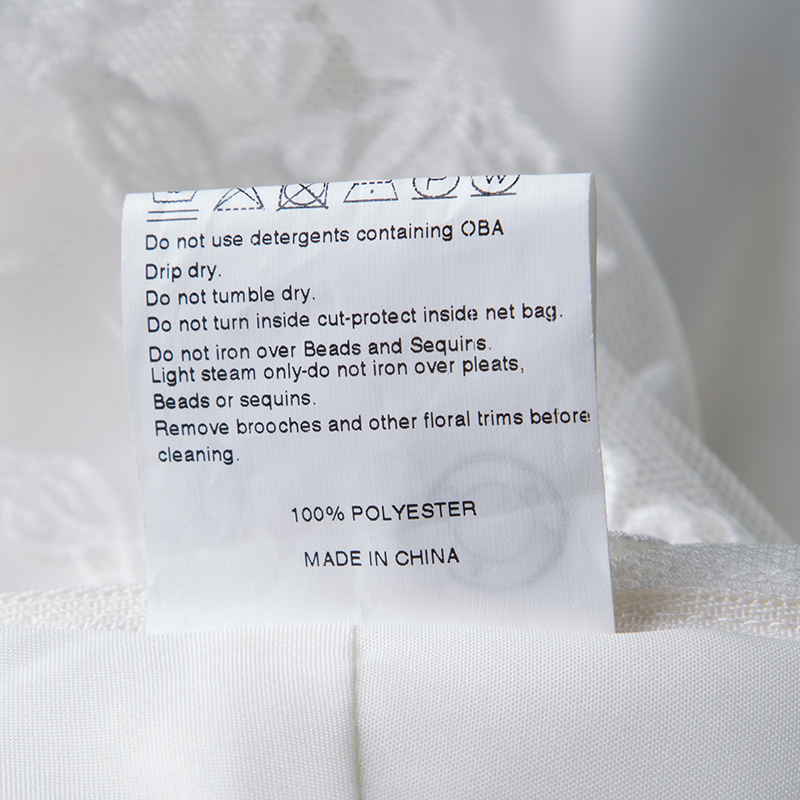 P W
Do not use detergents containing OBA
Drip dry.
Do not tumble dry.
Do not turn inside cut-protect inside net bag.
Do not iron over Beads and Sequins.
Light steam only-do not iron over pleats,
Beads or sequins.
Remove brooches and other floral trims before
cleaning.
100% POLYESTER
MADE IN CHINA